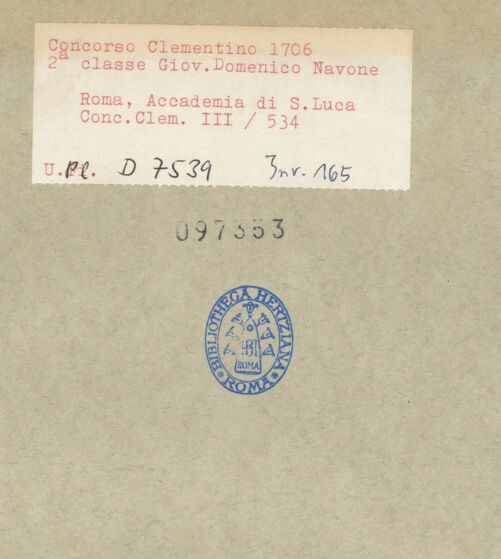 Concorso Clementino 1706
2a classe Giov.Domenico Navone
Roma, Accademia di S.Luca
Conc.Clem. III / 534
D 7539 Inv. 165
097353
BIBLIOTHECA HERTZIANA
ROMA
ROMA